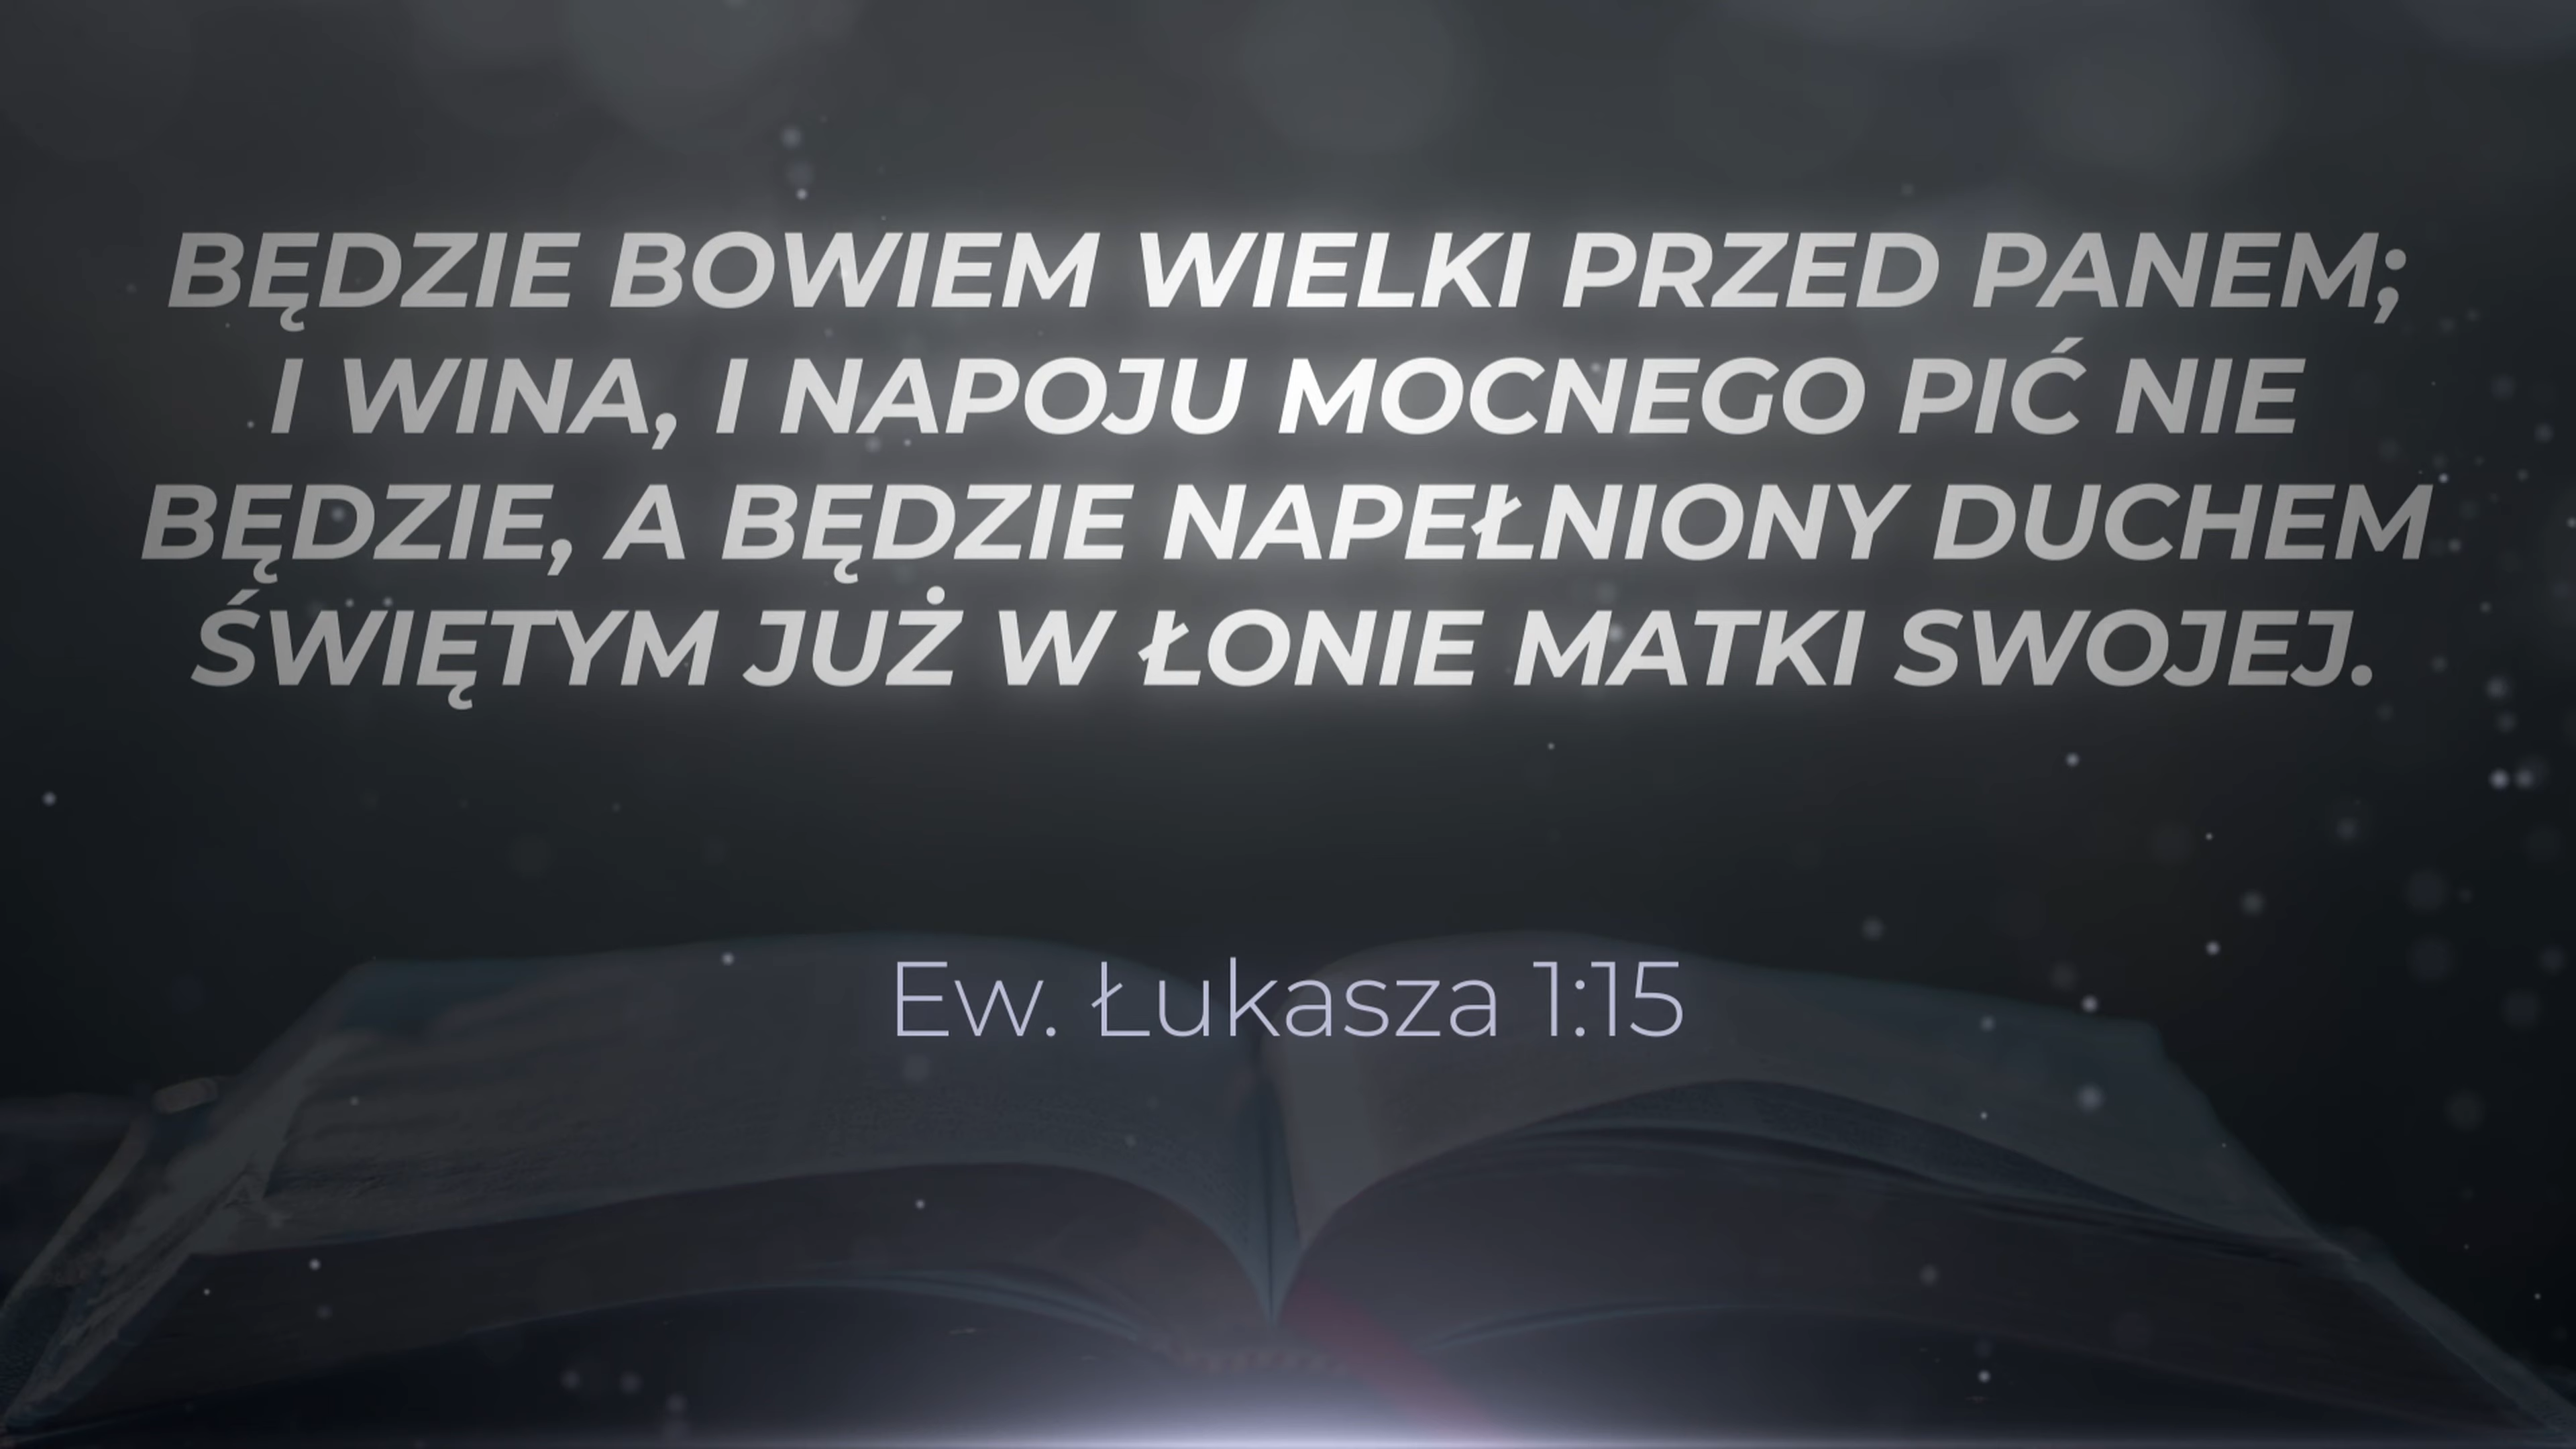 BĘDZIE BOWIEM WIELKI PRZED PANEM;
I WINA, I NAPOJU MOCNEGO PIĆ NIE
BĘDZIE, A BĘDZIE NAPEŁNIONY DUCHEM
ŚWIĘTYM JUŻ W ŁONIE MATKI SWOJEJ.
Ew. Łukasza 1:15